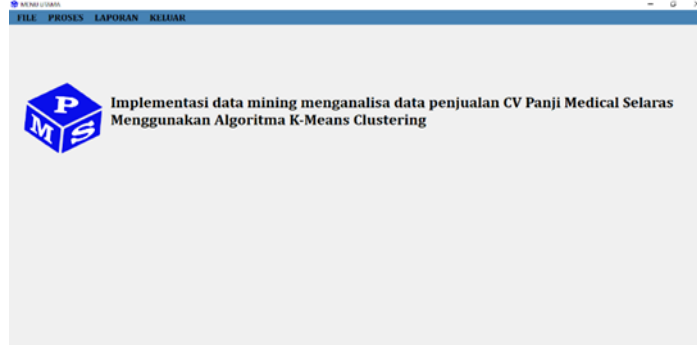 MENU UTAMA
FILE PROSES LAPORAN KELUAR
P
M S
Implementasi data mining menganalisa data penjualan CV Panji Medical Selaras
Menggunakan Algoritma K-Means Clustering